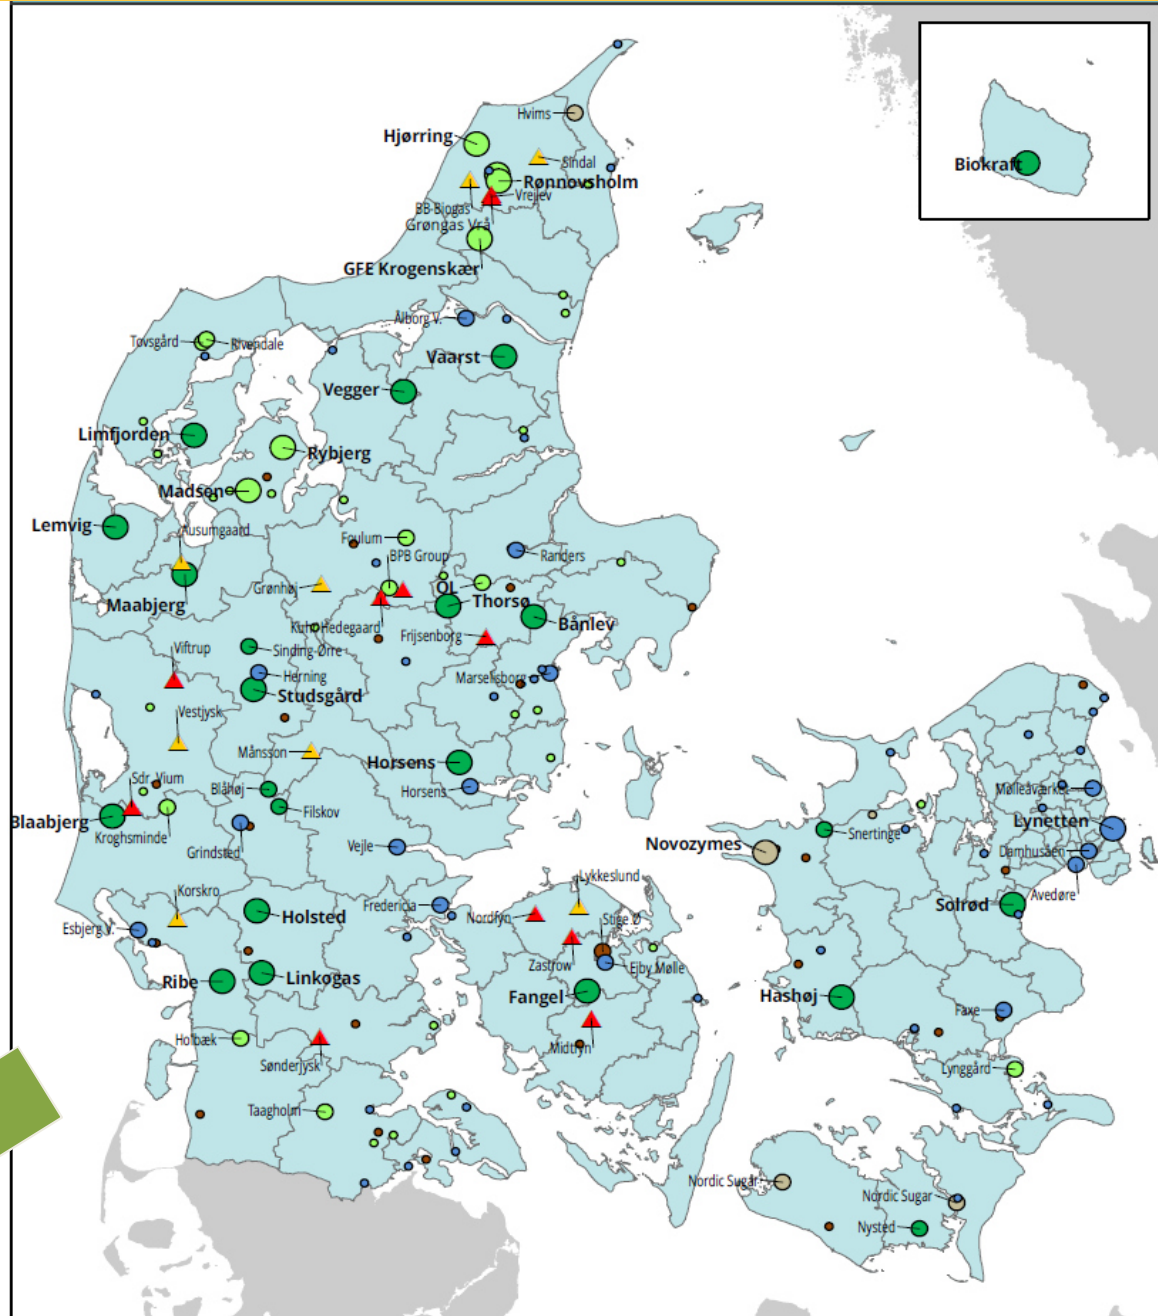 Hvims
Hjørring
Sindal
Biokraft
Rønnovsholm
Vrejlev
BB Biogas
Grøngas Vrå
GFE Krogenskær
Ålborg V.
Tovsgård
Rivendale
Vaarst
Vegger
Limfjorden
Rybjerg
Madson
Lemvig
Ausumgaard
Foulum
BPB Group
Randers
Grønhøj
QL
Thorsø
Maabjerg
Bånlev
Kuhr Hedegaard
Frijsenborg
Viftrup
Sinding-Ørre
Herning
Marselisborg
Studsgård
Vestjysk
Månsson
Horsens
Sdr. Vium
Blåhøj
Horsens
Mølleåværket
Filskov
Blaabjerg
Kroghsminde
Lynetten
Snertinge
Grindsted
Vejle
Novozymes
Damhusåen
Lykkeslund
Korskro
Avedøre
Holsted
Fredericia
Nordfyn
Stige Ø
Solrød
Esbjerg V.
Zastrow
Ejby Mølle
Ribe
Linkogas
Fangel
Hashøj
Faxe
Holbæk
Midtfyn
Sønderjysk
Lynggård
Taagholm
Nordic Sugar
Nordic Sugar
Nysted